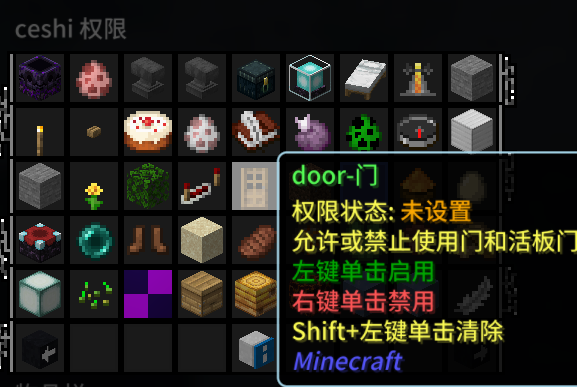 ceshi 权限
door-门
权限状态: 未设置
允许或禁止使用门和活板门
左键单击启用
右键单击禁用
Shift+左键单击清除
Minecraft